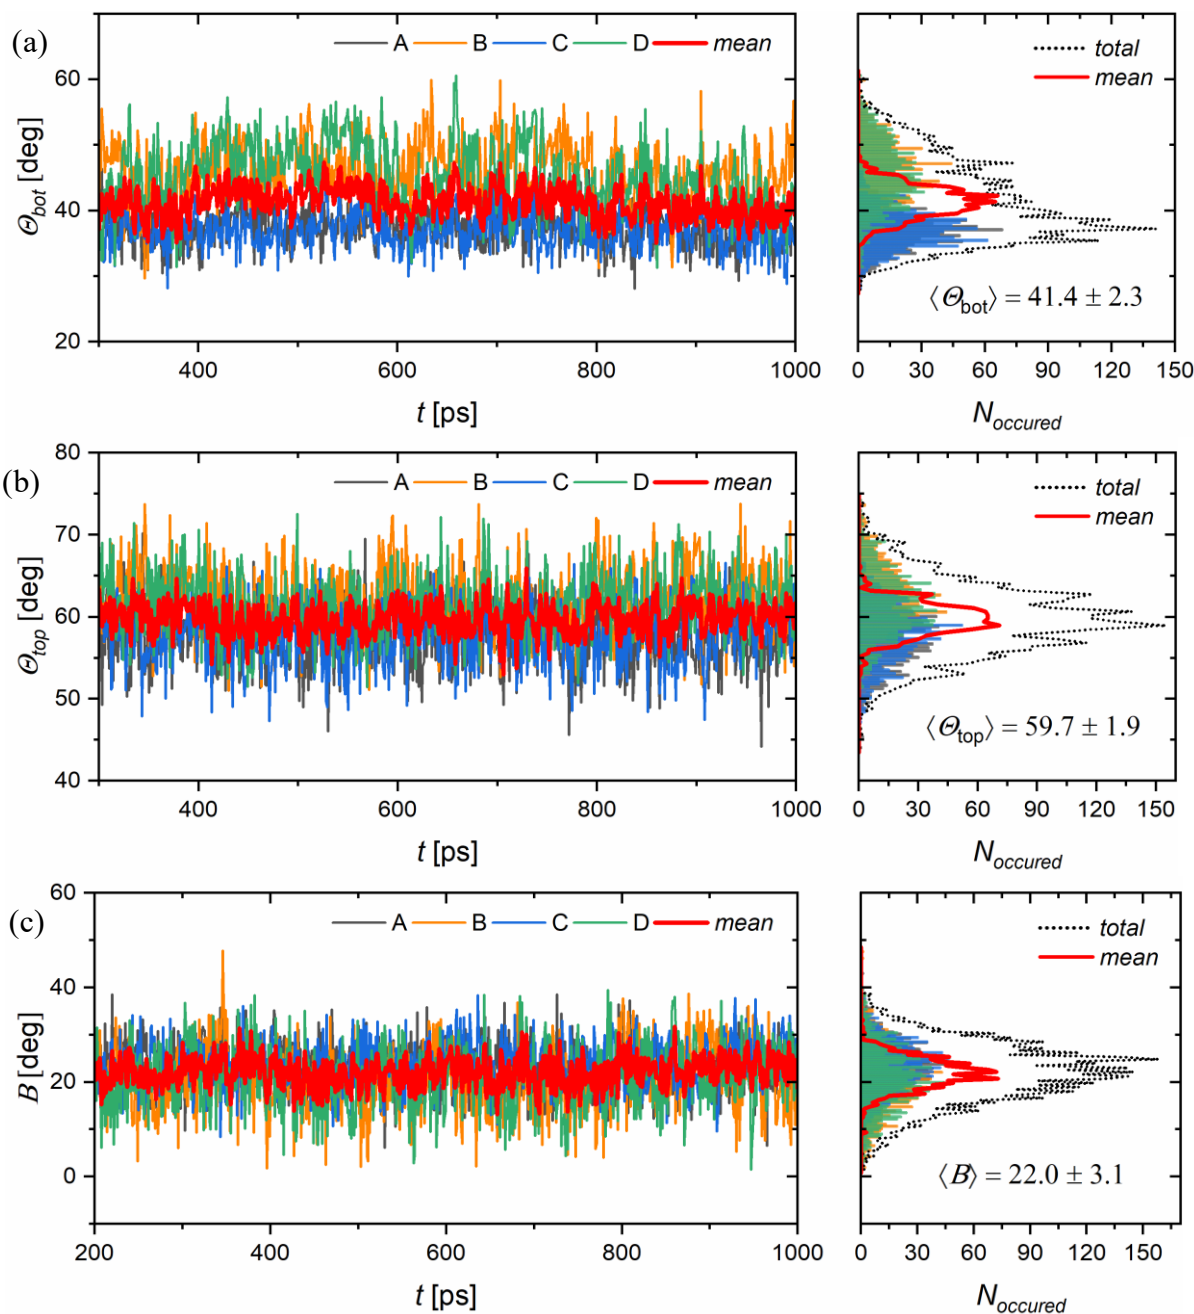 (a)
A B C D mean
60
40
20
Θbot [deg]
400 600 800 1000
t [ps]
total
mean
⟨Θbot⟩ = 41.4 ± 2.3
0 30 60 90 120 150
Noccured
(b)
A B C D mean
80
70
60
50
40
Θtop [deg]
400 600 800 1000
t [ps]
total
mean
⟨Θtop⟩ = 59.7 ± 1.9
0 30 60 90 120 150
Noccured
(c)
A B C D mean
60
40
20
0
B [deg]
200 400 600 800 1000
t [ps]
total
mean
⟨B⟩ = 22.0 ± 3.1
0 30 60 90 120 150
Noccured